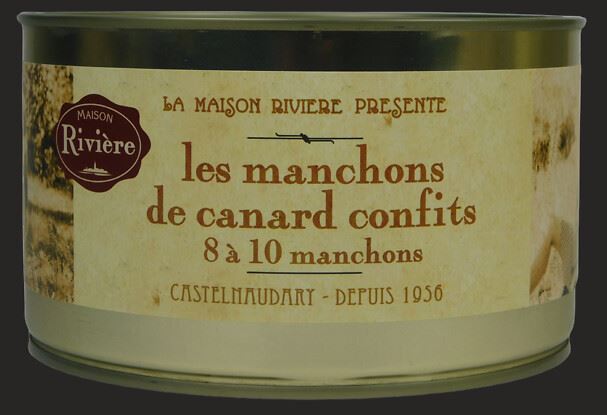 LA MAISON RIVIERE PRESENTE
MAISON
Rivière
les manchons
de canard confits
8 à 10 manchons
CASTELNAUDARY - DEPUIS 1956